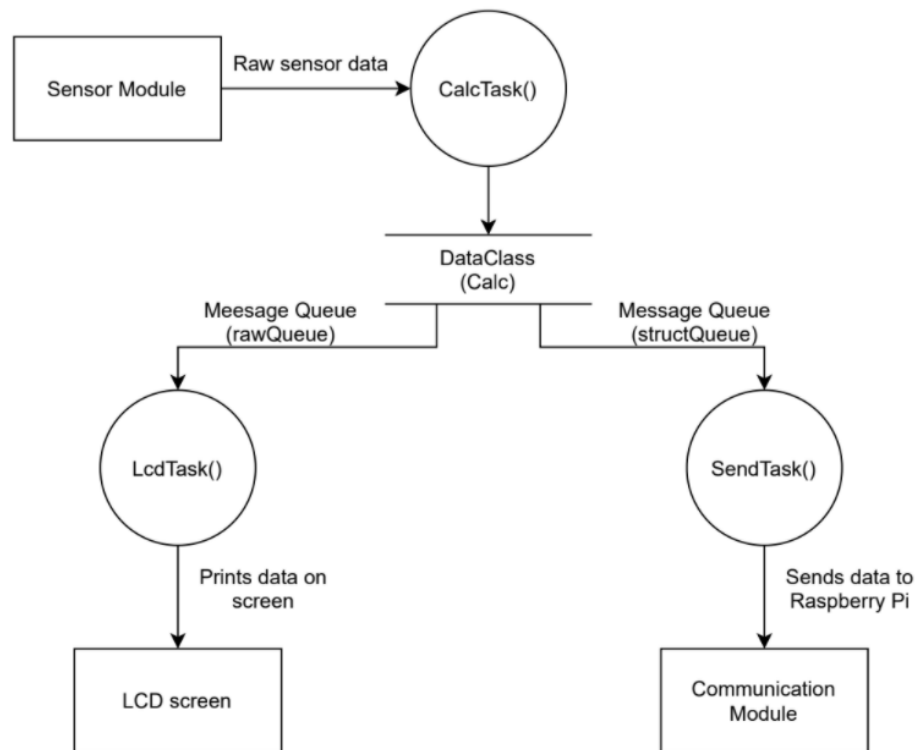 Sensor Module
Raw sensor data
CalcTask()
DataClass
(Calc)
Meesage Queue
(rawQueue)
Message Queue
(structQueue)
LcdTask()
SendTask()
Prints data on
screen
Sends data to
Raspberry Pi
LCD screen
Communication
Module